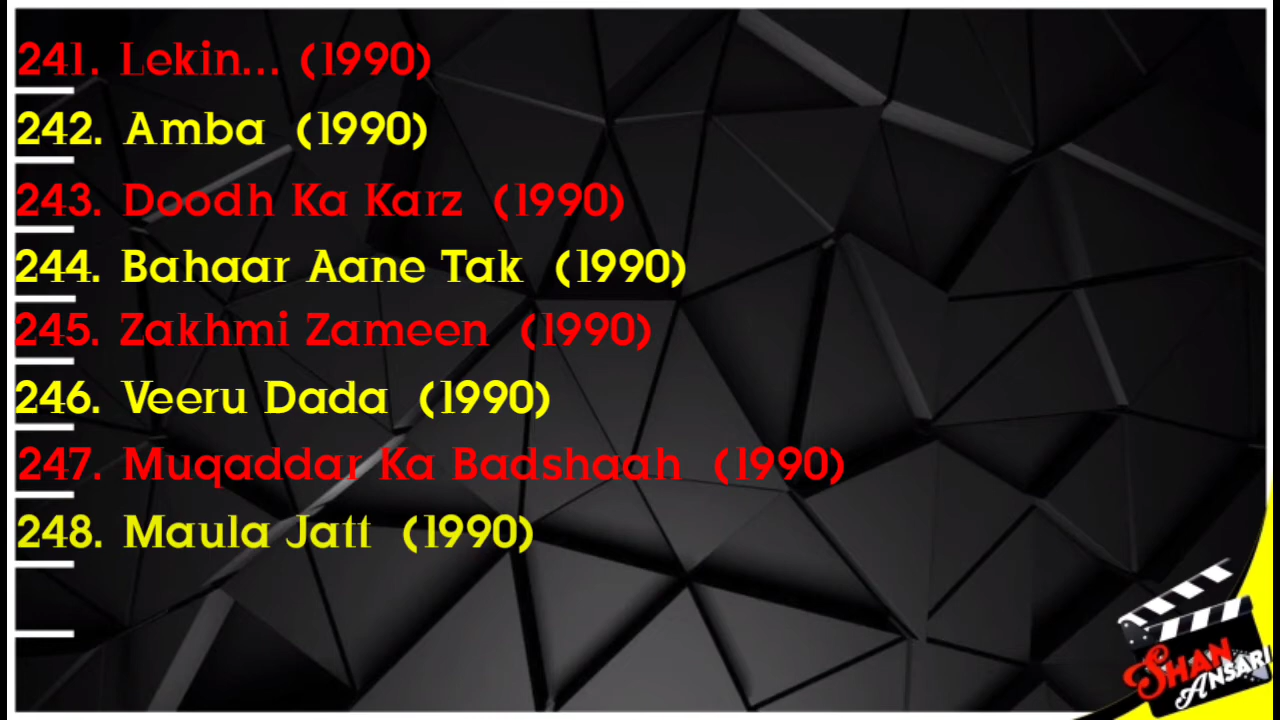 241. Lekin... (1990)
242. Amba (1990)
243. Doodh Ka Karz (1990)
244. Bahaar Aane Tak (1990)
245. Zakhmi Zameen (1990)
246. Veeru Dada (1990)
247. Muqaddar Ka Badshaah (1990)
248. Maula Jatt (1990)
SHAN
ANSARI